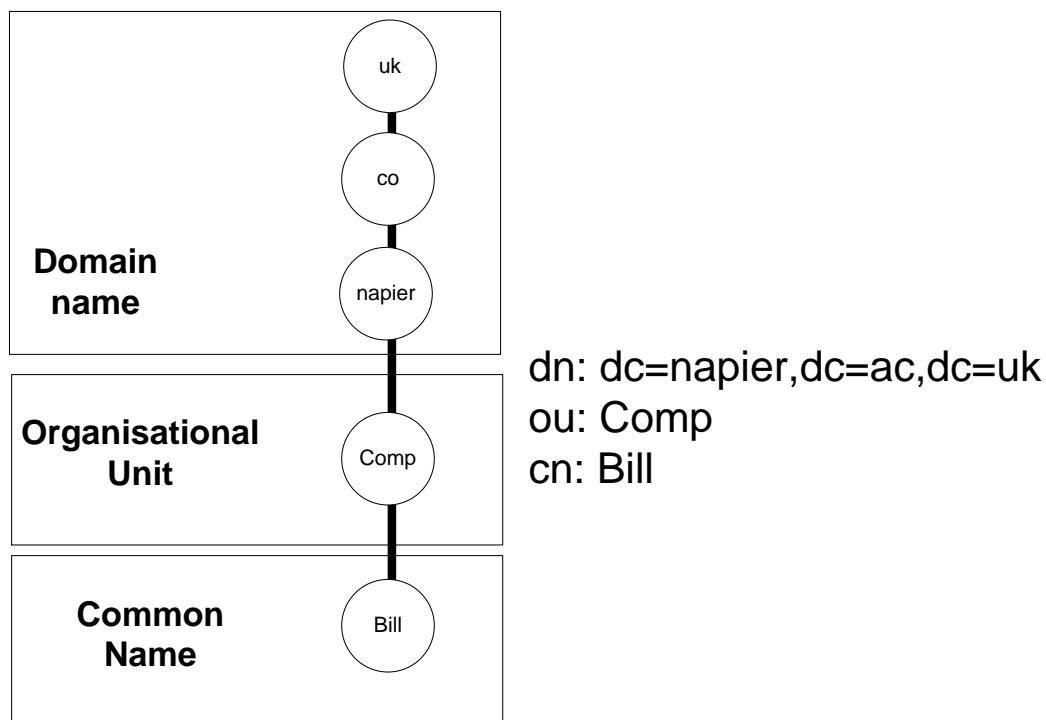 uk
co
napier
Domain
name
Comp
Organisational
Unit
Bill
Common
Name
dn: dc=napier,dc=ac,dc=uk
ou: Comp
cn: Bill